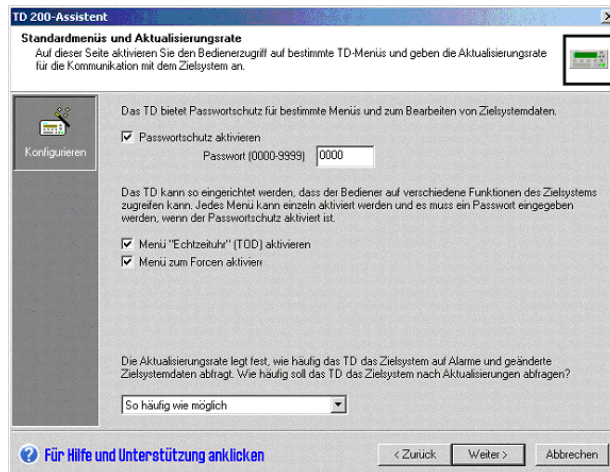 TD 200-Assistent
Standardmenüs und Aktualisierungsrate
Auf dieser Seite aktivieren Sie den Bedienerzugriff auf bestimmte TD-Menüs und geben die Aktualisierungsrate
für die Kommunikation mit dem Zielsystem an.
Konfigurieren
Das TD bietet Passwortschutz für bestimmte Menüs und zum Bearbeiten von Zielsystemdaten.
Passwortschutz aktivieren
Passwort (0000-9999) 0000
Das TD kann so eingerichtet werden, dass der Bediener auf verschiedene Funktionen des Zielsystems
zugreifen kann. Jedes Menü kann einzeln aktiviert werden und es muss ein Passwort eingegeben
werden, wenn der Passwortschutz aktiviert ist.
Menü "Echtzeituhr" (TOD) aktivieren
Menü zum Forcen aktiviere
Die Aktualisierungsrate legt fest, wie häufig das TD das Zielsystem auf Alarme und geänderte
Zielsystemdaten abfragt. Wie häufig soll das TD das Zielsystem nach Aktualisierungen abfragen?
So häufig wie möglich
Für Hilfe und Unterstützung anklicken
< Zurück Weiter > Abbrechen